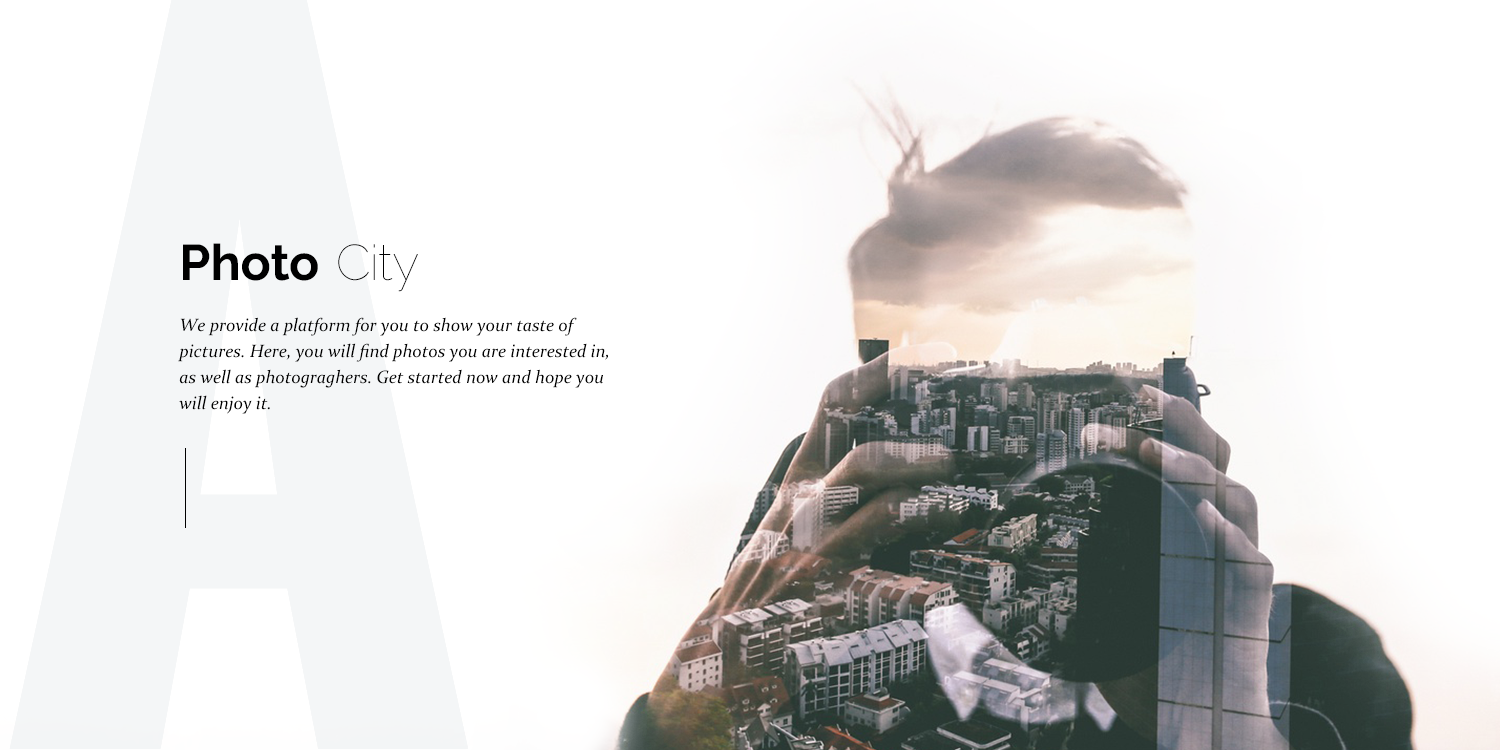 A
Photo City
We provide a platform for you to show your taste of
pictures. Here, you will find photos you are interested in,
as well as photograghers. Get started now and hope you
will enjoy it.